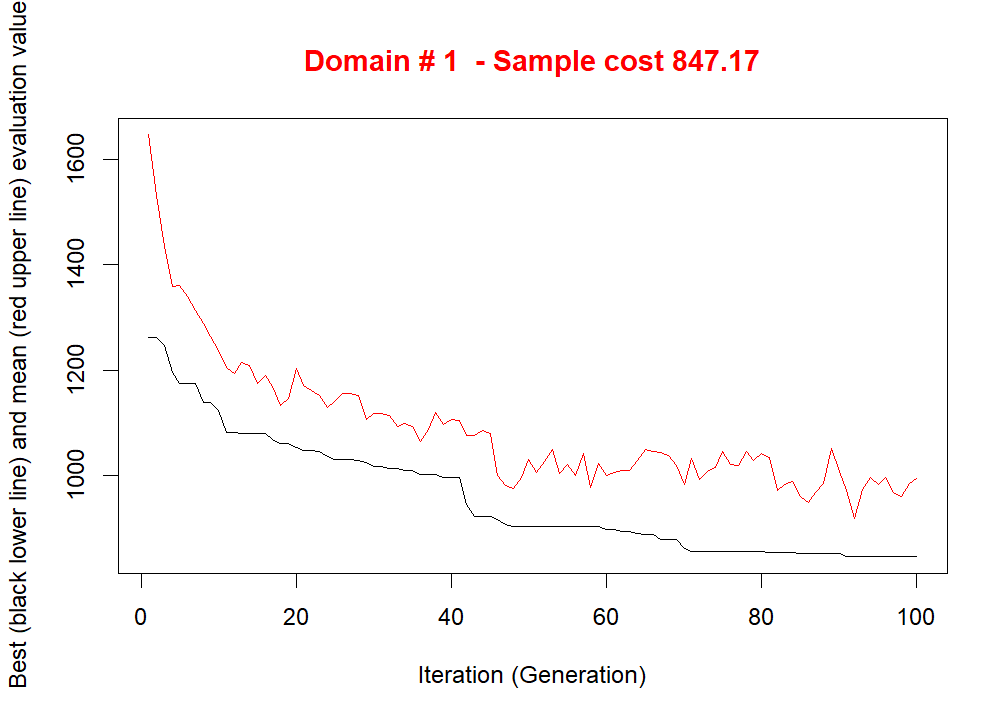 Domain # 1  - Sample cost 847.17
Best (black lower line) and mean (red upper line) evaluation value
1600
1400
1200
1000
0 20 40 60 80 100
Iteration (Generation)